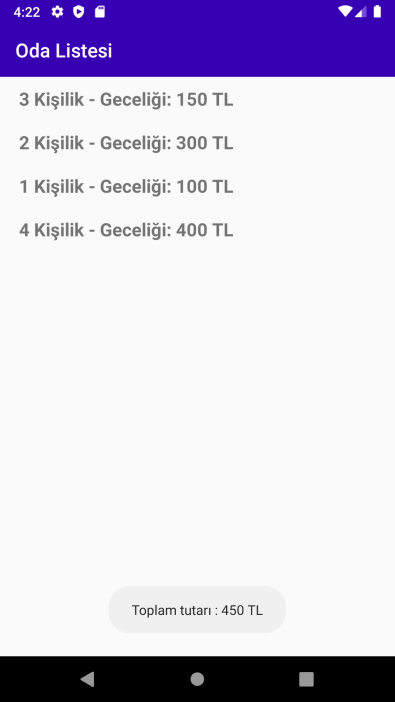 4:22
Oda Listesi
3 Kişilik - Geceliği: 150 TL
2 Kişilik - Geceliği: 300 TL
1 Kişilik - Geceliği: 100 TL
4 Kişilik - Geceliği: 400 TL
Toplam tutarı : 450 TL